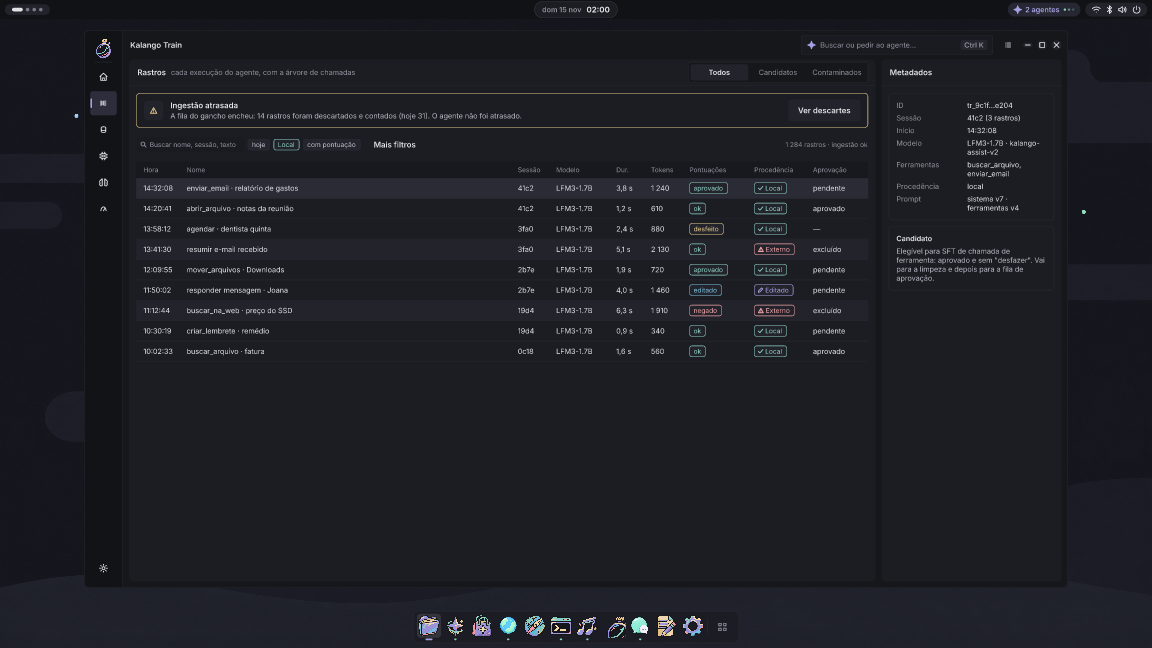 dom 15 nov 02:00
2 agentes
Kalango Train
Buscar ou pedir ao agente... Ctrl K
Rastros cada execução do agente, com a árvore de chamadas
Todos Candidatos Contaminados
Ingestão atrasada
A fila do gancho encheu: 14 rastros foram descartados e contados (hoje 31). O agente não foi atrasado.
Ver descartes
Buscar nome, sessão, texto hoje Local com pontuação Mais filtros 1 284 rastros · ingestão ok
Hora Nome Sessão Modelo Dur. Tokens Pontuações Procedência Aprovação
14:32:08 enviar_email · relatório de gastos 41c2 LFM3-1.7B 3,8 s 1 240 aprovado Local pendente
14:20:41 abrir_arquivo · notas da reunião 41c2 LFM3-1.7B 1,2 s 610 ok Local aprovado
13:58:12 agendar · dentista quinta 3fa0 LFM3-1.7B 2,4 s 880 desfeito Local —
13:41:30 resumir e-mail recebido 3fa0 LFM3-1.7B 5,1 s 2 130 ok Externo excluído
12:09:55 mover_arquivos · Downloads 2b7e LFM3-1.7B 1,9 s 720 aprovado Local pendente
11:50:02 responder mensagem · Joana 2b7e LFM3-1.7B 4,0 s 1 460 editado Editado pendente
11:12:44 buscar_na_web · preço do SSD 19d4 LFM3-1.7B 6,3 s 1 910 negado Externo excluído
10:30:19 criar_lembrete · remédio 19d4 LFM3-1.7B 0,9 s 340 ok Local pendente
10:02:33 buscar_arquivo · fatura 0c18 LFM3-1.7B 1,6 s 560 ok Local aprovado
Metadados
ID tr_9c1f…e204
Sessão 41c2 (3 rastros)
Início 14:32:08
Modelo LFM3-1.7B · kalango-
assist-v2
Ferramentas buscar_arquivo,
enviar_email
Procedência local
Prompt sistema v7 ·
ferramentas v4
Candidato
Elegível para SFT de chamada de
ferramenta: aprovado e sem "desfazer". Vai
para a limpeza e depois para a fila de
aprovação.